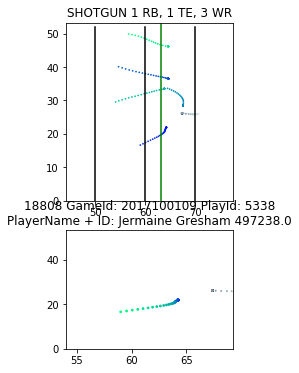 SHOTGUN 1 RB, 1 TE, 3 WR
50
40
30
20
10
0
50 60 70
18808 GameId: 2017100109 PlayId: 5338
PlayerName + ID: Jermaine Gresham 497238.0
40
20
0
55 60 65